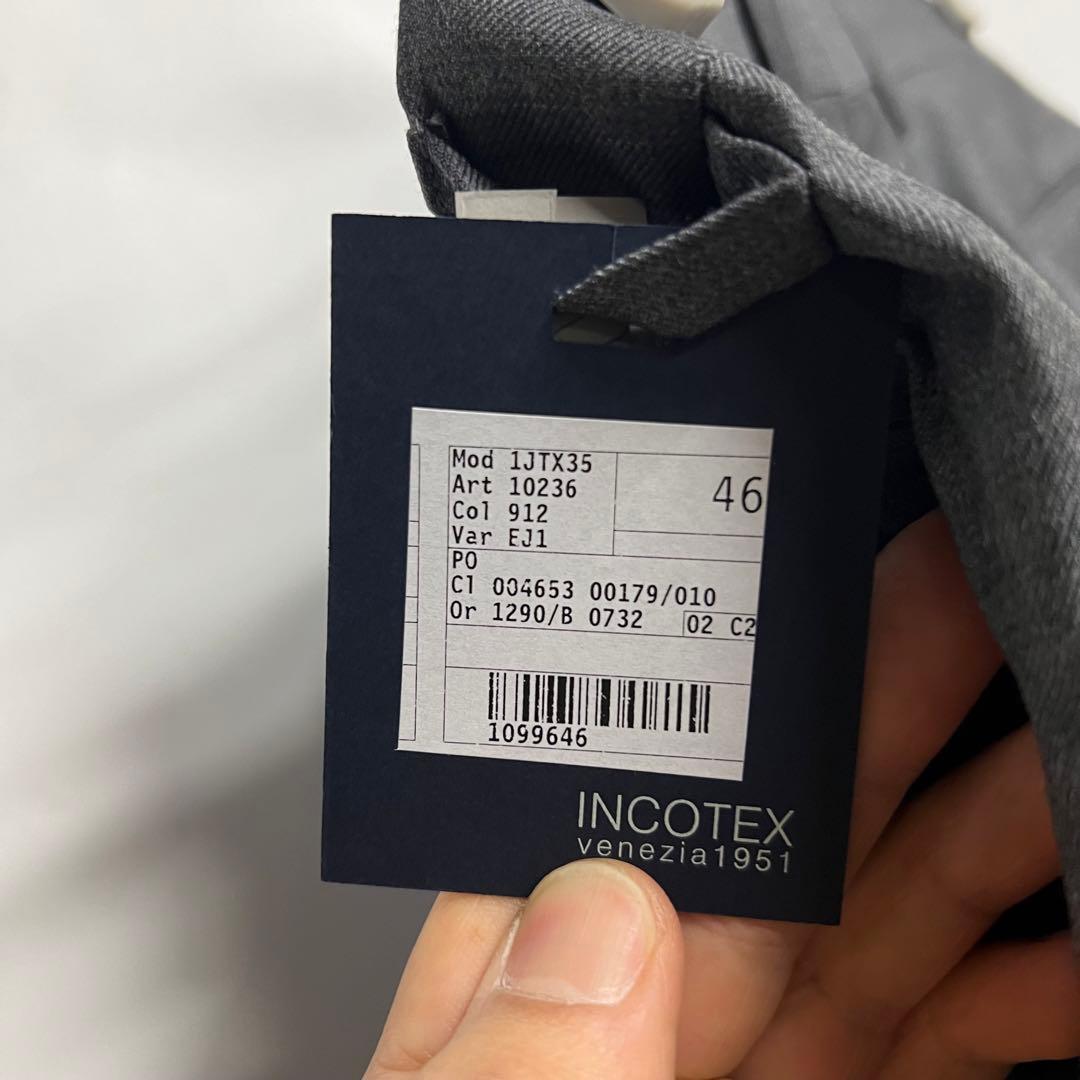 Mod 1JTX35
Art 10236
Col 912
Var EJ1
46
PO
Cl 004653 00179/010
Or 1290/B 0732 02 C2
1099646
INCOTEX
venezia1951